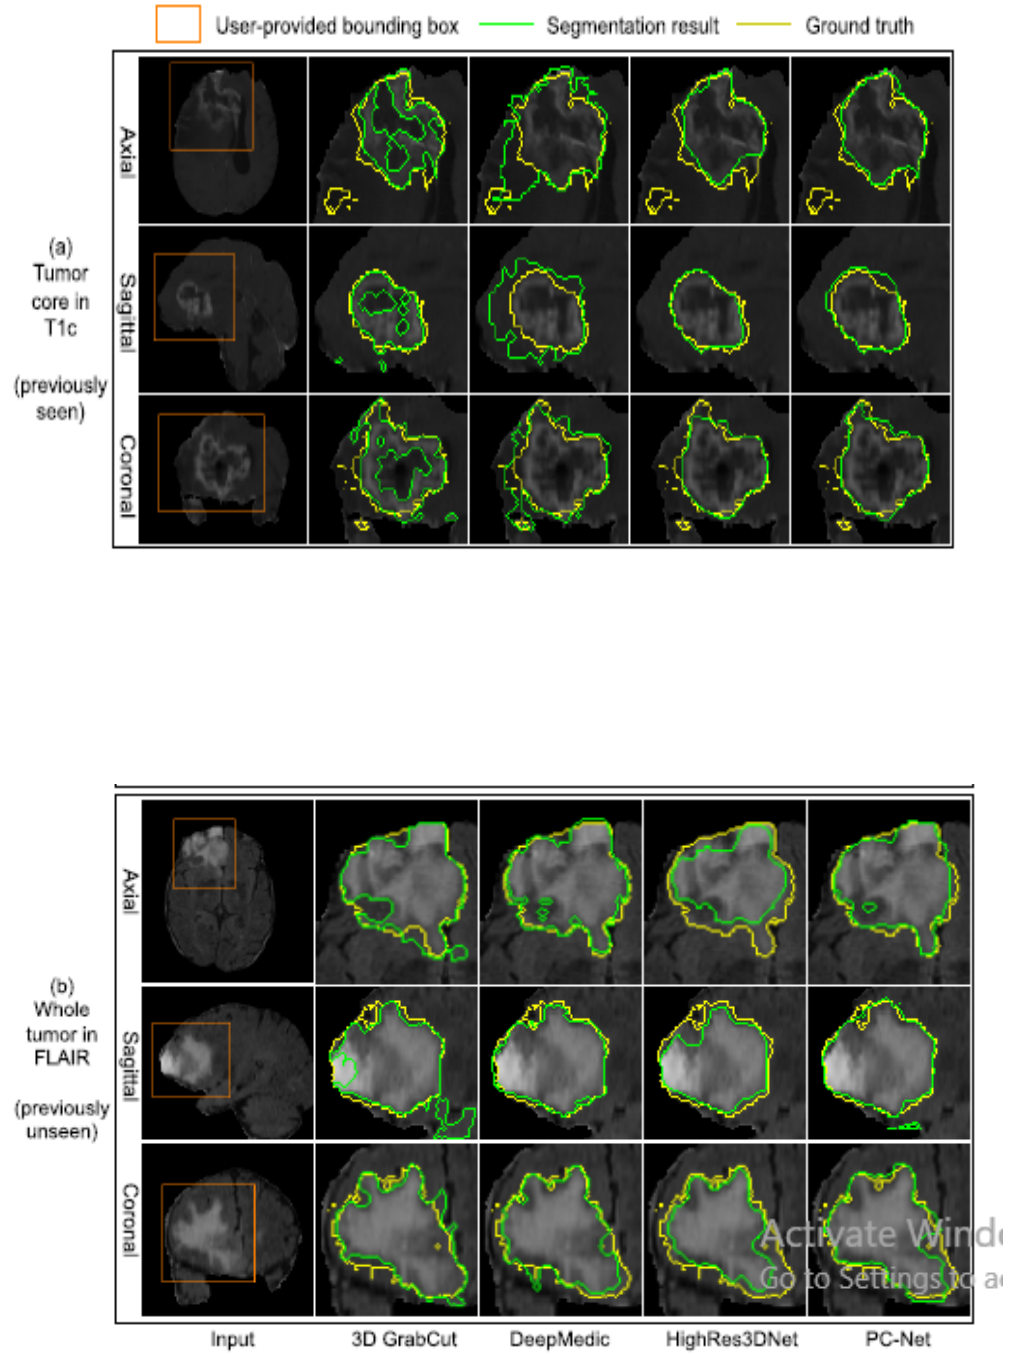 User-provided bounding box Segmentation result Ground truth
Axial
(a)
Tumor
core in
T1c
(previously
seen)
Sagittal
Coronal
Axial
(b)
Whole
tumor in
FLAIR
(previously
unseen)
Sagittal
Coronal
Activate Windo
Go to Settings to a
Input 3D GrabCut DeepMedic HighRes3DNet PC-Net